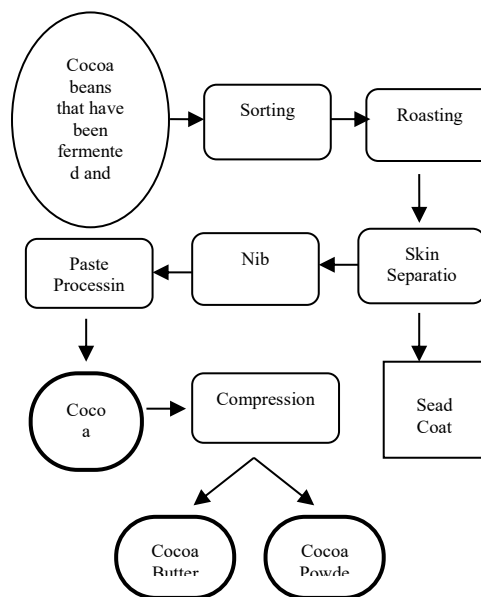 Cocoa
beans
that have
been
fermente
d and
Sorting
Roasting
Skin
Separatio
Nib
Paste
Processin
Coco
a
Compression
Sead
Coat
Cocoa
Butter
Cocoa
Powde